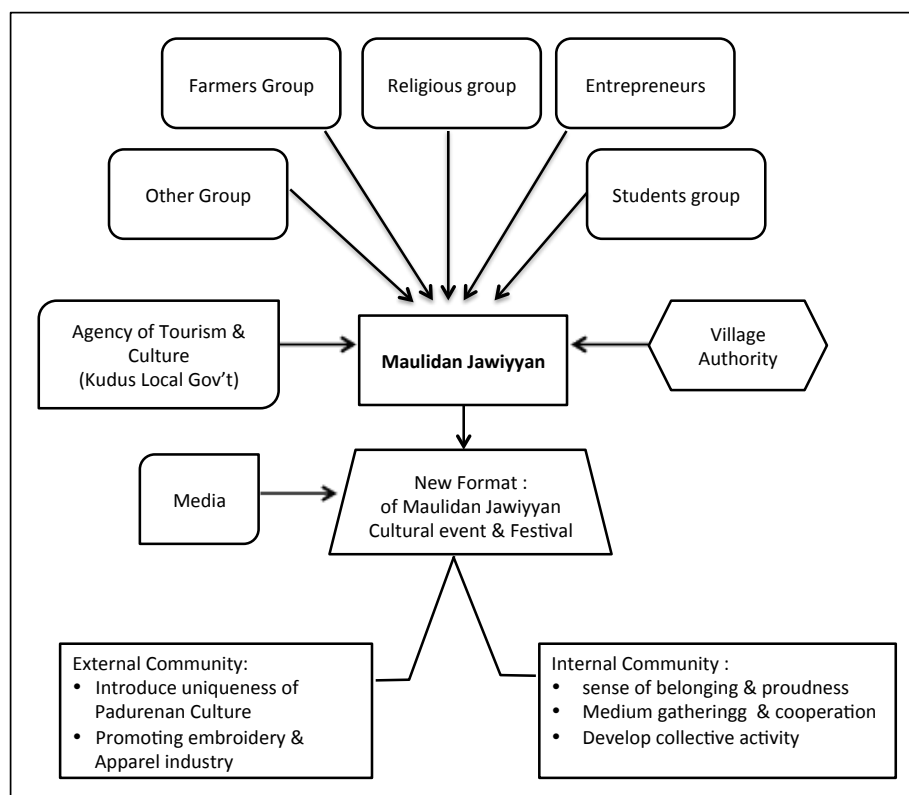 Farmers Group
Religious group
Entrepreneurs
Other Group
Students group
Agency of Tourism &
Culture
(Kudus Local Gov’t)
Maulidan Jawiyyan
Village
Authority
Media
New Format :
of Maulidan Jawiyyan
Cultural event & Festival
External Community:
• Introduce uniqueness of
Padurenan Culture
• Promoting embroidery &
Apparel industry
Internal Community :
• sense of belonging & proudness
• Medium gatheringg & cooperation
• Develop collective activity